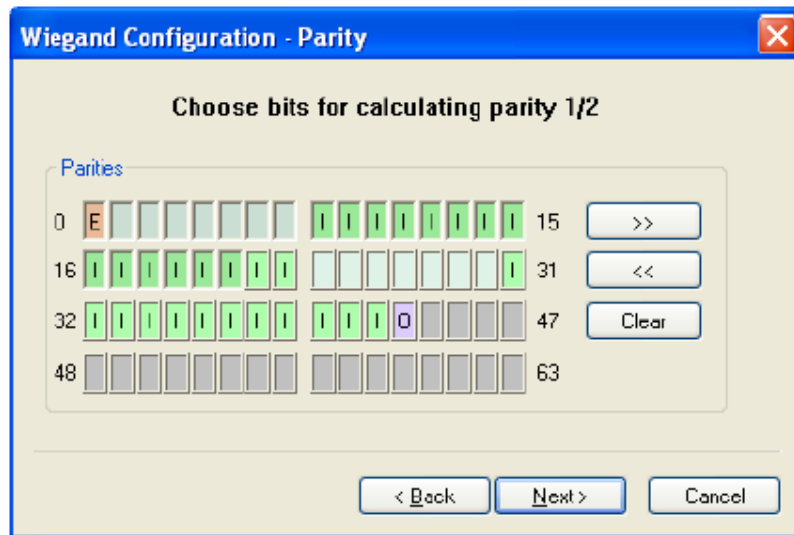 Wiegand Configuration - Parity
Choose bits for calculating parity 1/2
Parities
0 E I I I I I I I I 15 >>
16 I I I I I I I I I 31 <<
32 I I I I I I I I I I I O 47 Clear
48 63
< Back Next > Cancel